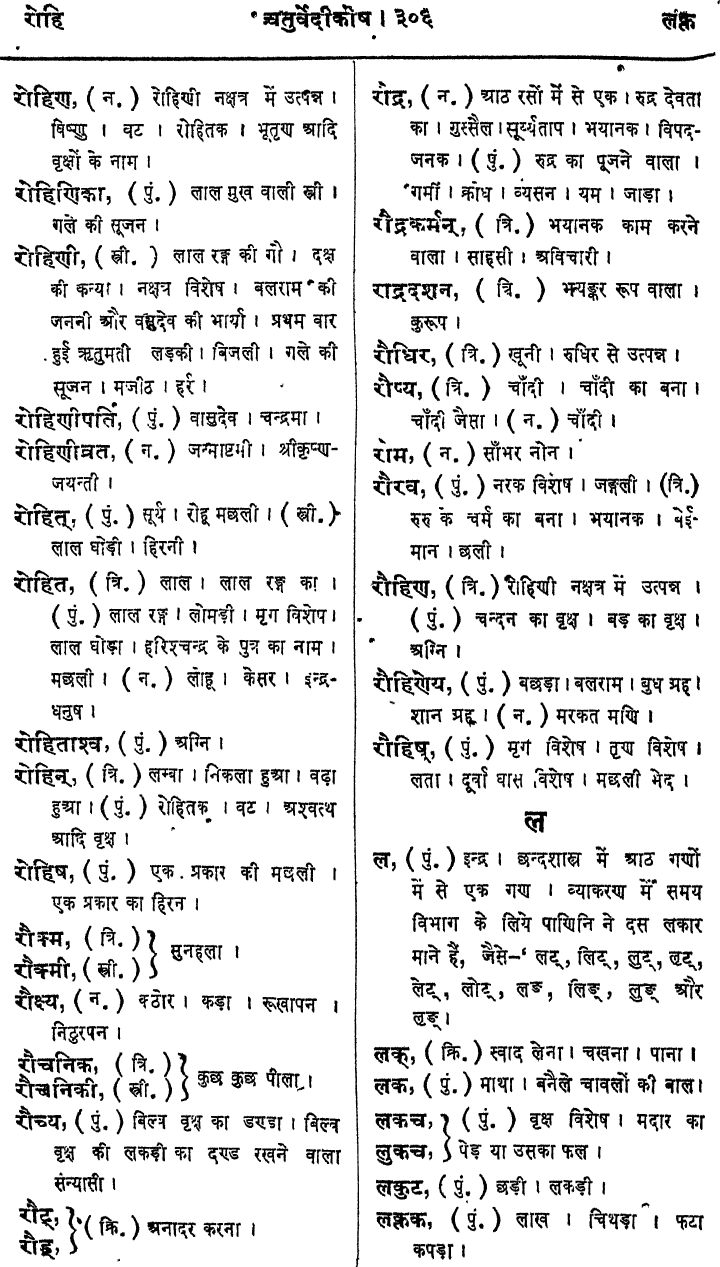 रोहि चतुर्वेदीकोष । ३०६ लक्त
रोहिण, ( न. ) रोहिणी नक्षत्र में उत्पन्न ।
विष्णु । वट । रोहितक । भूतृण आदि
वृक्षों के नाम ।
रोहिणिका, ( पुं. ) लाल मुख वाली स्त्री ।
गले की सूजन ।
रोहिणी, ( स्त्री. ) लाल रङ्ग की गौ । दक्ष
की कन्या । नक्षत्र विशेष । बलराम की
जननी और वसुदेव की भार्या । प्रथम वार
हुई ऋतुमती लड़की । बिजली । गले की
सूजन । मजीठ । हर्र ।
रोहिणीपति, ( पुं. ) वासुदेव । चन्द्रमा ।
रोहिणीव्रत, ( न. ) जन्माष्टमी । श्रीकृष्ण-
जयन्ती ।
रोहित्, ( पुं. ) सूर्य । रोहू मछली । ( स्त्री. )
लाल घोड़ी । हिरनी ।
रोहित, ( त्रि. ) लाल । लाल रङ्ग का ।
( पुं. ) लाल रङ्ग । लोमड़ी । मृग विशेष ।
लाल घोड़ा । हरिश्चन्द्र के पुत्र का नाम ।
मछली । ( न. ) लोहू । केसर । इन्द्र-
धनुष ।
रोहिताश्व, ( पुं. ) अग्नि ।
रोहिन्, ( त्रि. ) लम्बा । निकला हुआ । बढ़ा
हुआ । ( पुं. ) रोहितक । वट । अश्वत्थ
आदि वृक्ष ।
रोहिष, ( पुं. ) एक प्रकार की मछली ।
एक प्रकार का हिरन ।
रौक्म, ( त्रि. )
रौक्मी, ( स्त्री. ) } सुनहला ।
रौक्ष्य, ( न. ) कठोर । कड़ा । रूखापन ।
निठुरपन ।
रौचनिक, ( त्रि. )
रौचनिकी, ( स्त्री. ) } कुछ कुछ पीला ।
रौच्य, ( पुं. ) बिल्व वृक्ष का डण्डा । बिल्व
वृक्ष की लकड़ी का दण्ड रखने वाला
संन्यासी ।
रौट्,
रौड्, } ( क्रि. ) अनादर करना ।
रौद्र, ( न. ) आठ रसों में से एक । रुद्र देवता
का । गुस्सैल । सूर्य्यताप । भयानक । विपद-
जनक । ( पुं. ) रुद्र का पूजने वाला ।
गर्मी । क्रोध । व्यसन । यम । जाड़ा ।
रौद्रकर्मन्, ( त्रि. ) भयानक काम करने
वाला । साहसी । अविचारी ।
रौद्रदर्शन, ( त्रि. ) भयङ्कर रूप वाला ।
कुरूप ।
रौधिर, ( त्रि. ) खूनी । रुधिर से उत्पन्न ।
रौप्य, ( त्रि. ) चाँदी । चाँदी का बना ।
चाँदी जैसा । ( न. ) चाँदी ।
रौम, ( न. ) साँभर नोन ।
रौरव, ( पुं. ) नरक विशेष । जङ्गली । (त्रि.)
रुरु के चर्म का बना । भयानक । बेई-
मान । छली ।
रौहिण, ( त्रि. ) रोहिणी नक्षत्र में उत्पन्न ।
( पुं. ) चन्दन का वृक्ष । बड़ का वृक्ष ।
अग्नि ।
रौहिणेय, ( पुं. ) बछड़ा । बलराम । बुध ग्रह ।
शनि ग्रह । ( न. ) मरकत मणि ।
रौहिष्, ( पुं. ) मृग विशेष । तृण विशेष ।
लता । दूर्वा घास विशेष । मछली भेद ।
ल
ल, ( पुं. ) इन्द्र । छन्दशास्त्र में आठ गणों
में से एक गण । व्याकरण में समय
विभाग के लिये पाणिनि ने दस लकार
माने हैं, जैसे—‘ लट्, लिट्, लुट्, लृट्,
लेट्, लोट्, लङ्, लिङ्, लुङ् और
लृङ् ।
लक्, ( क्रि. ) स्वाद लेना । चखना । पाना ।
लक, ( पुं. ) माथा । बनैले चावलों की बाल ।
लकच, } ( पुं. ) वृक्ष विशेष । मदार का
लुकच, } पेड़ या उसका फल ।
लकुट, ( पुं. ) छड़ी । लकड़ी ।
लक्तक, ( पुं. ) लाख । चिथड़ा । फटा
कपड़ा ।